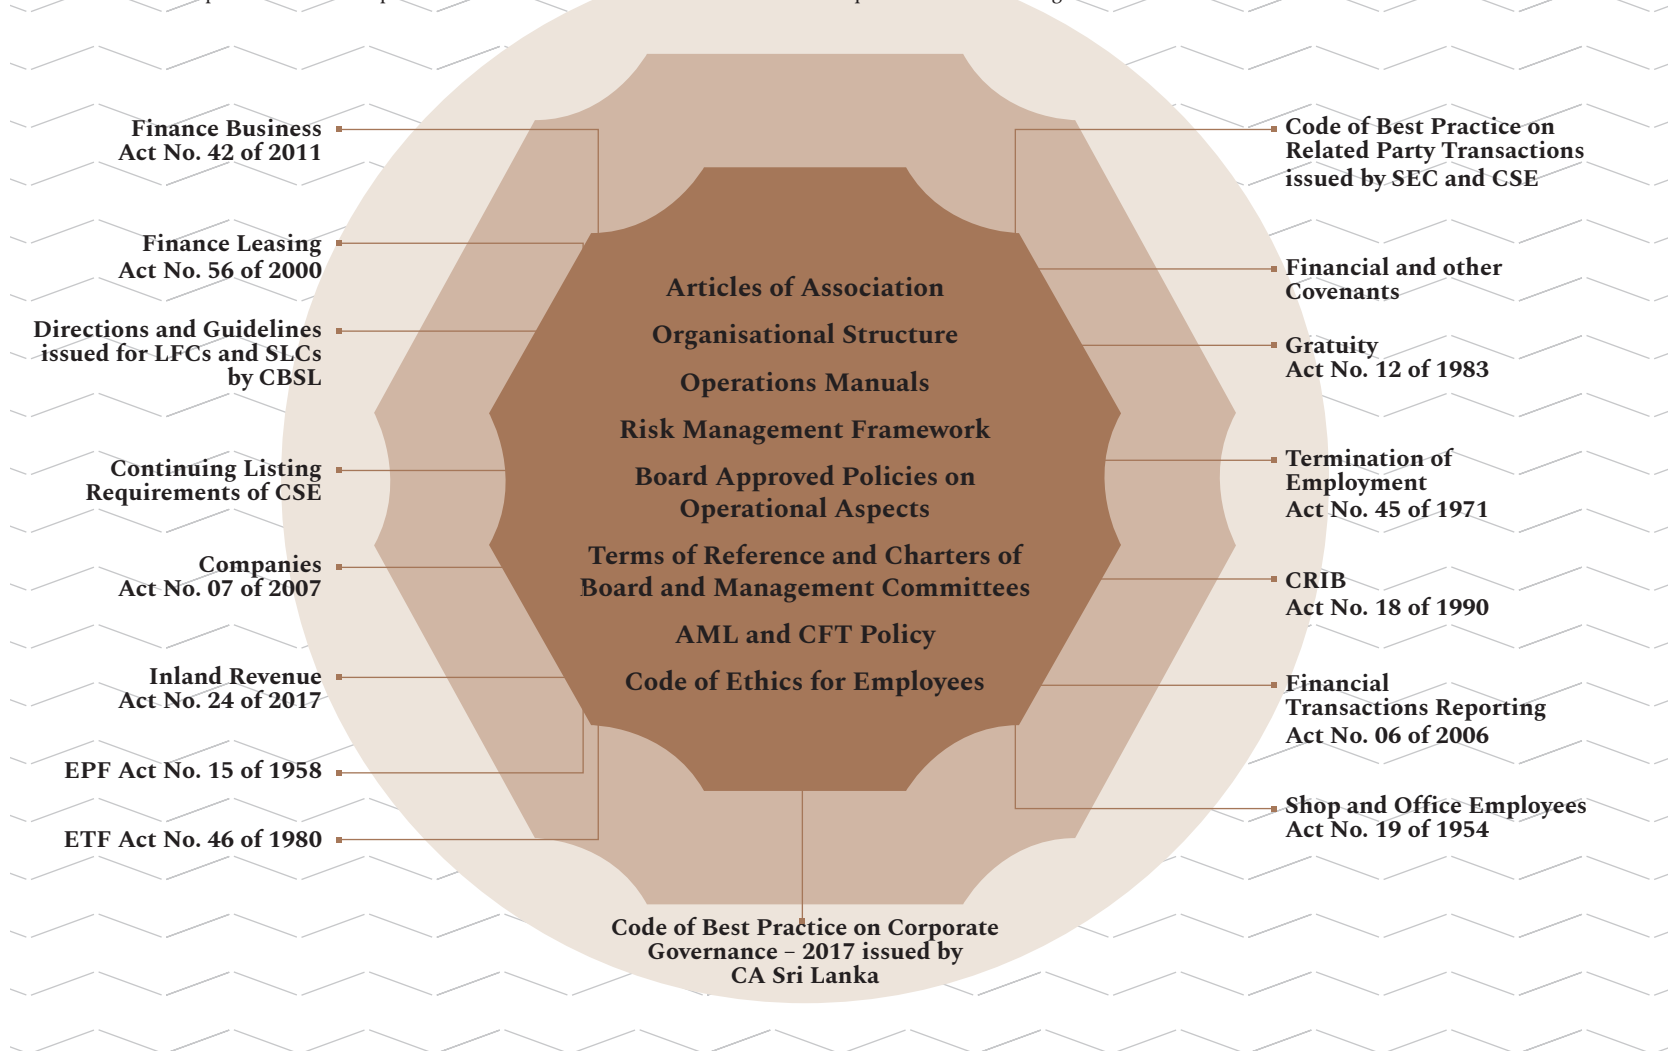 Finance Business
Act No. 42 of 2011
Finance Leasing
Act No. 56 of 2000
Directions and Guidelines
issued for LFCs and SLCs
by CBSL
Continuing Listing
Requirements of CSE
Companies
Act No. 07 of 2007
Inland Revenue
Act No. 24 of 2017
EPF Act No. 15 of 1958
ETF Act No. 46 of 1980
Articles of Association
Organisational Structure
Operations Manuals
Risk Management Framework
Board Approved Policies on
Operational Aspects
Terms of Reference and Charters of
Board and Management Committees
AML and CFT Policy
Code of Ethics for Employees
Code of Best Practice on Corporate
Governance – 2017 issued by
CA Sri Lanka
Code of Best Practice on
Related Party Transactions
issued by SEC and CSE
Financial and other
Covenants
Gratuity
Act No. 12 of 1983
Termination of
Employment
Act No. 45 of 1971
CRIB
Act No. 18 of 1990
Financial
Transactions Reporting
Act No. 06 of 2006
Shop and Office Employees
Act No. 19 of 1954